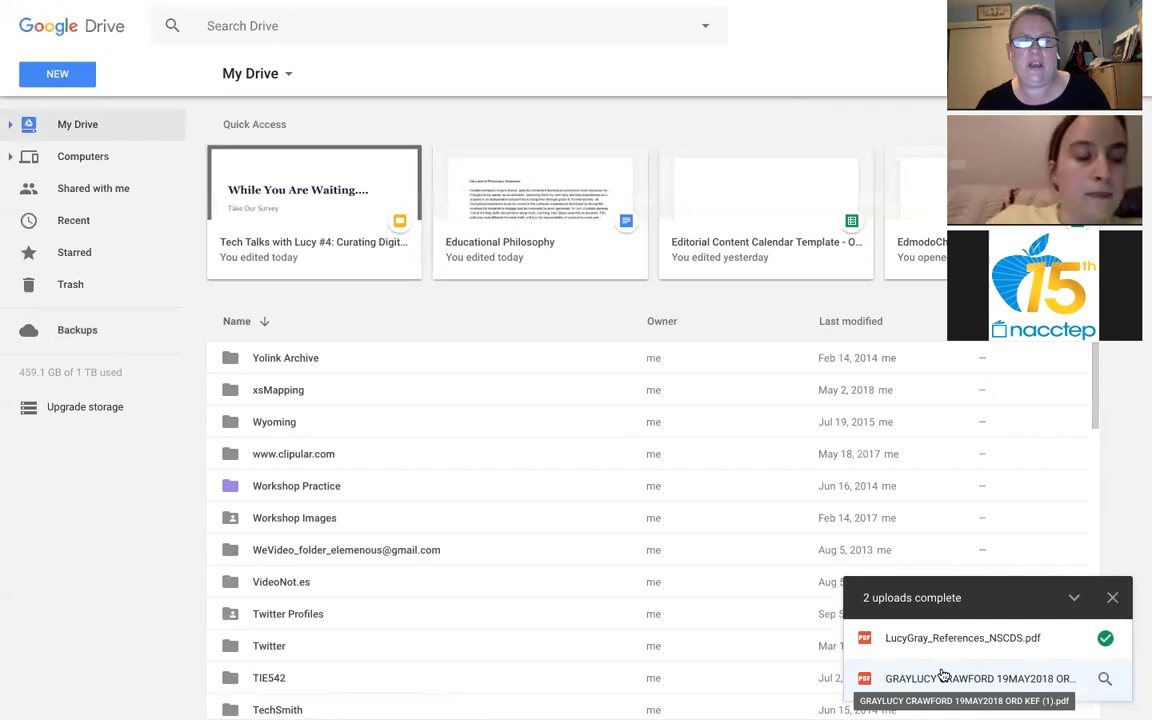 Google Drive
Search Drive
NEW
My Drive
My Drive
Computers
Shared with me
Recent
Starred
Trash
Backups
459.1 GB of 1 TB used
Upgrade storage
Quick Access
While You Are Waiting....
Take Our Survey
Tech Talks with Lucy #4: Curating Digit...
You edited today
Educational Philosophy
You edited today
Editorial Content Calendar Template - O...
You edited yesterday
EdmodoCh
You opene
15th
nacctep
Name Owner Last modified
Yolink Archive me Feb 14, 2014 me —
xsMapping me May 2, 2018 me —
Wyoming me Jul 19, 2015 me —
www.clipular.com me May 18, 2017 me —
Workshop Practice me Jun 16, 2014 me —
Workshop Images me Feb 14, 2017 me —
WeVideo_folder_elemenous@gmail.com me Aug 5, 2013 me —
VideoNot.es me Aug 5
Twitter Profiles me Sep 5
Twitter me Mar 1
TIE542 me Jul 2,
TechSmith me Jun 1
2 uploads complete
PDF LucyGray_References_NSCDS.pdf
PDF GRAYLUCY CRAWFORD 19MAY2018 OR...
GRAYLUCY CRAWFORD 19MAY2018 ORD KEF (1).pdf